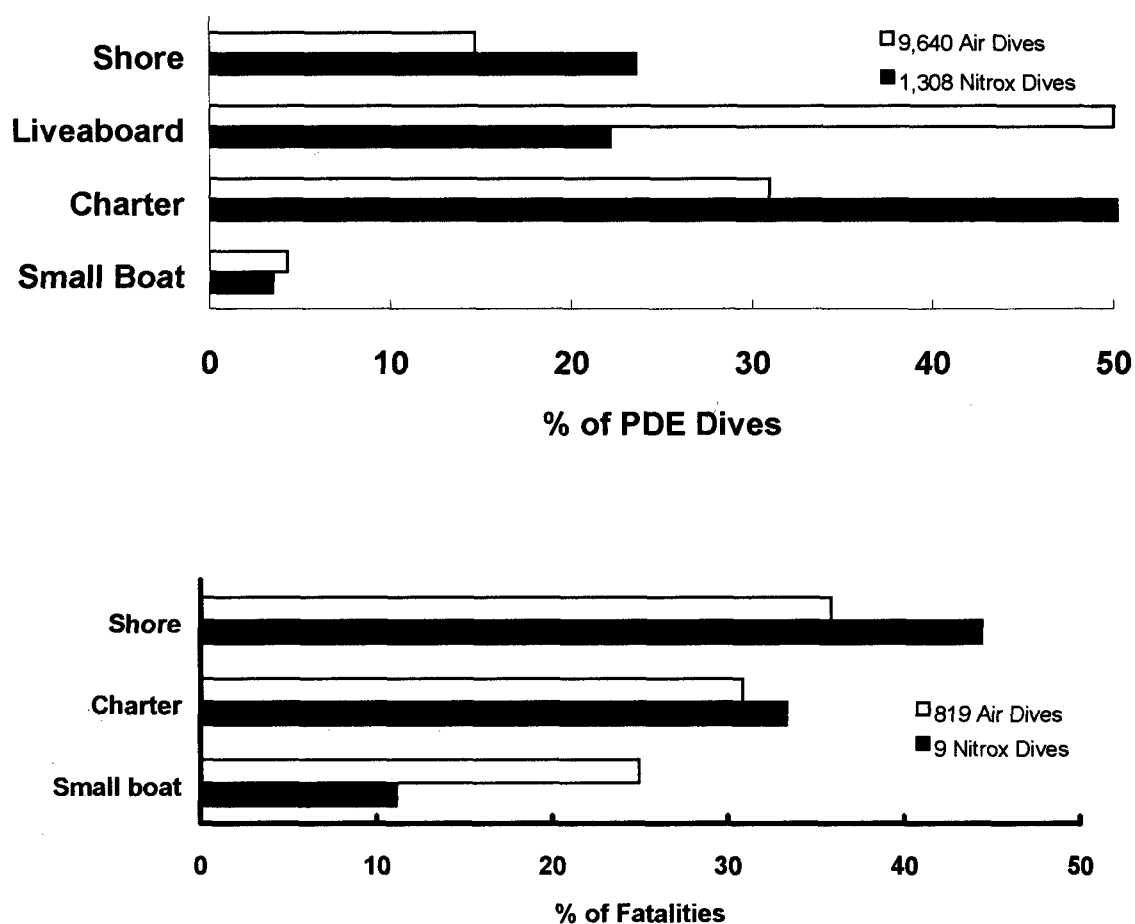 Shore
Liveaboard
Charter
Small Boat
9,640 Air Dives
1,308 Nitrox Dives
0 10 20 30 40 50
% of PDE Dives
Shore
Charter
Small boat
819 Air Dives
9 Nitrox Dives
0 10 20 30 40 50
% of Fatalities